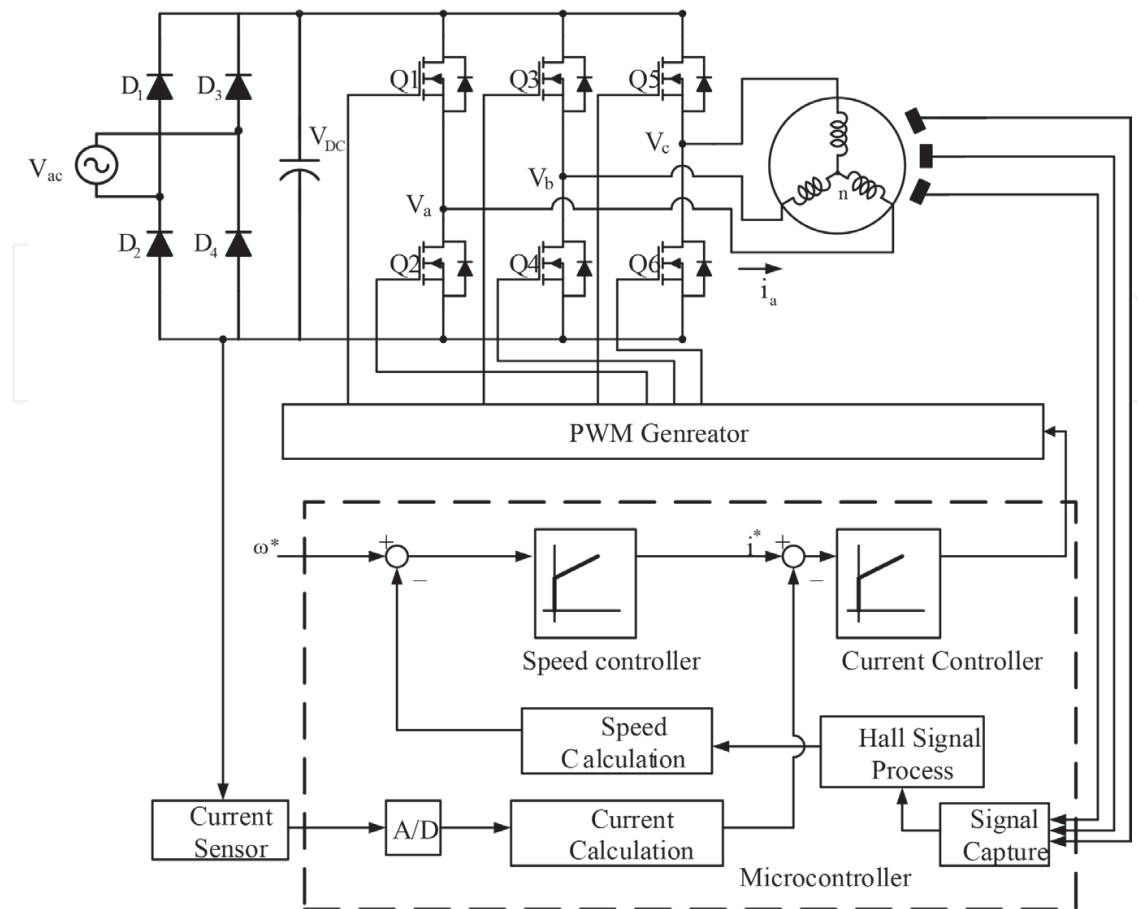 D1
D3
Vac
D2
D4
VDC
Q1
Q3
Q5
Va
Vb
Vc
Q2
Q4
Q6
n
ia
PWM Genreator
ω*
+
−
i*
+
−
Speed controller
Current Controller
Speed
Calculation
Hall Signal
Process
Current
Sensor
A/D
Current
Calculation
Signal
Capture
Microcontroller